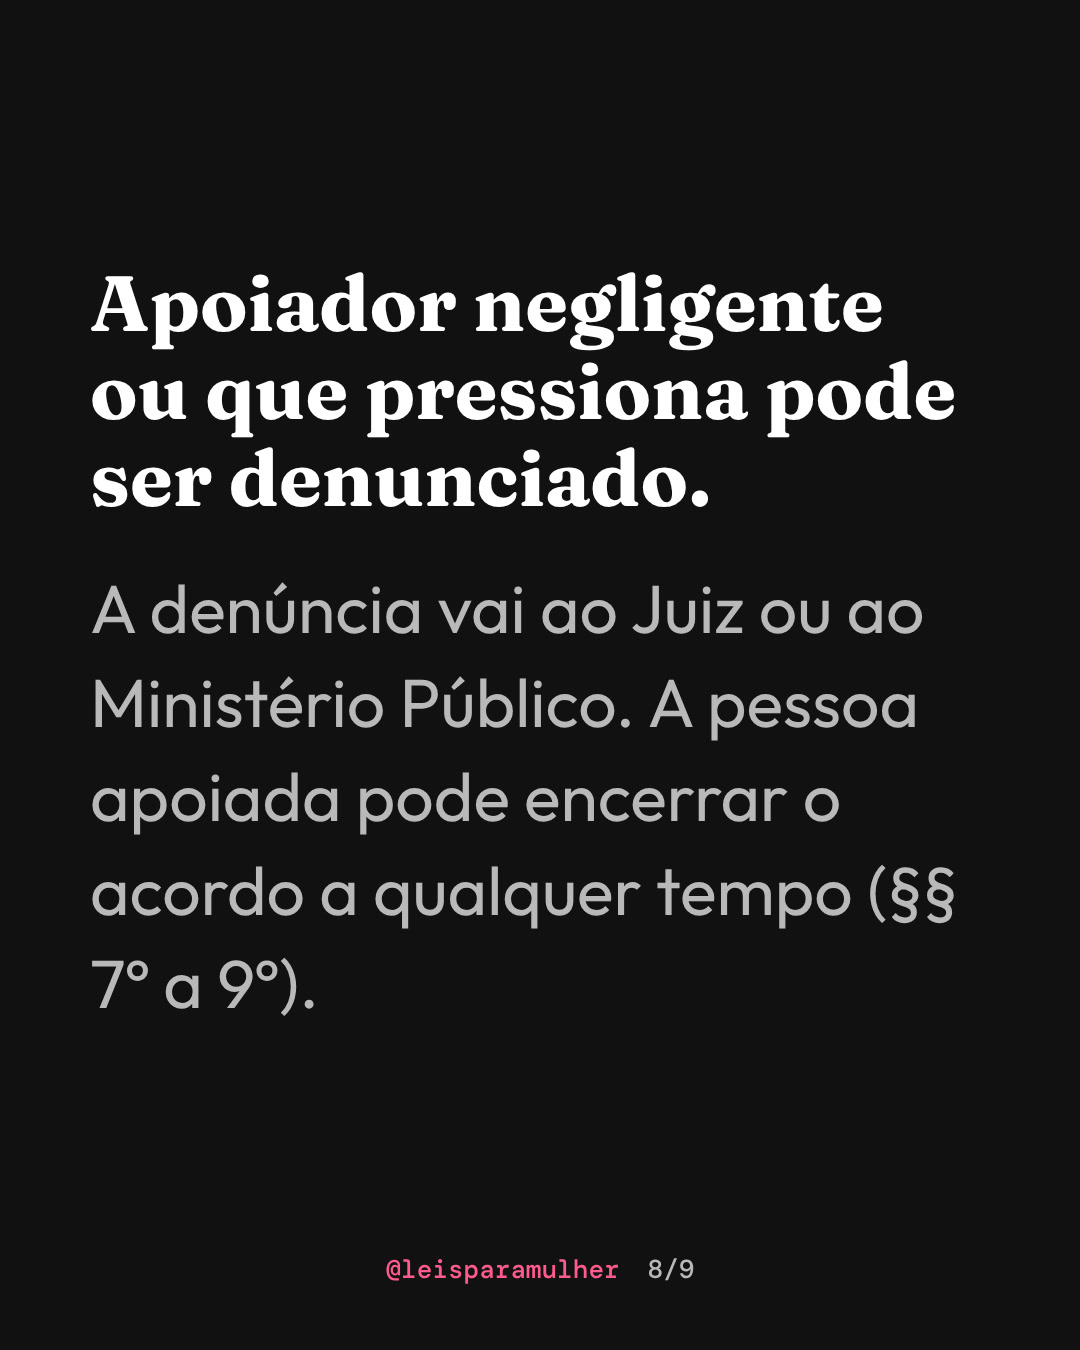 Apoiador negligente
ou que pressiona pode
ser denunciado.
A denúncia vai ao Juiz ou ao
Ministério Público. A pessoa
apoiada pode encerrar o
acordo a qualquer tempo (§§
7º a 9º).
@leisparamulher 8/9